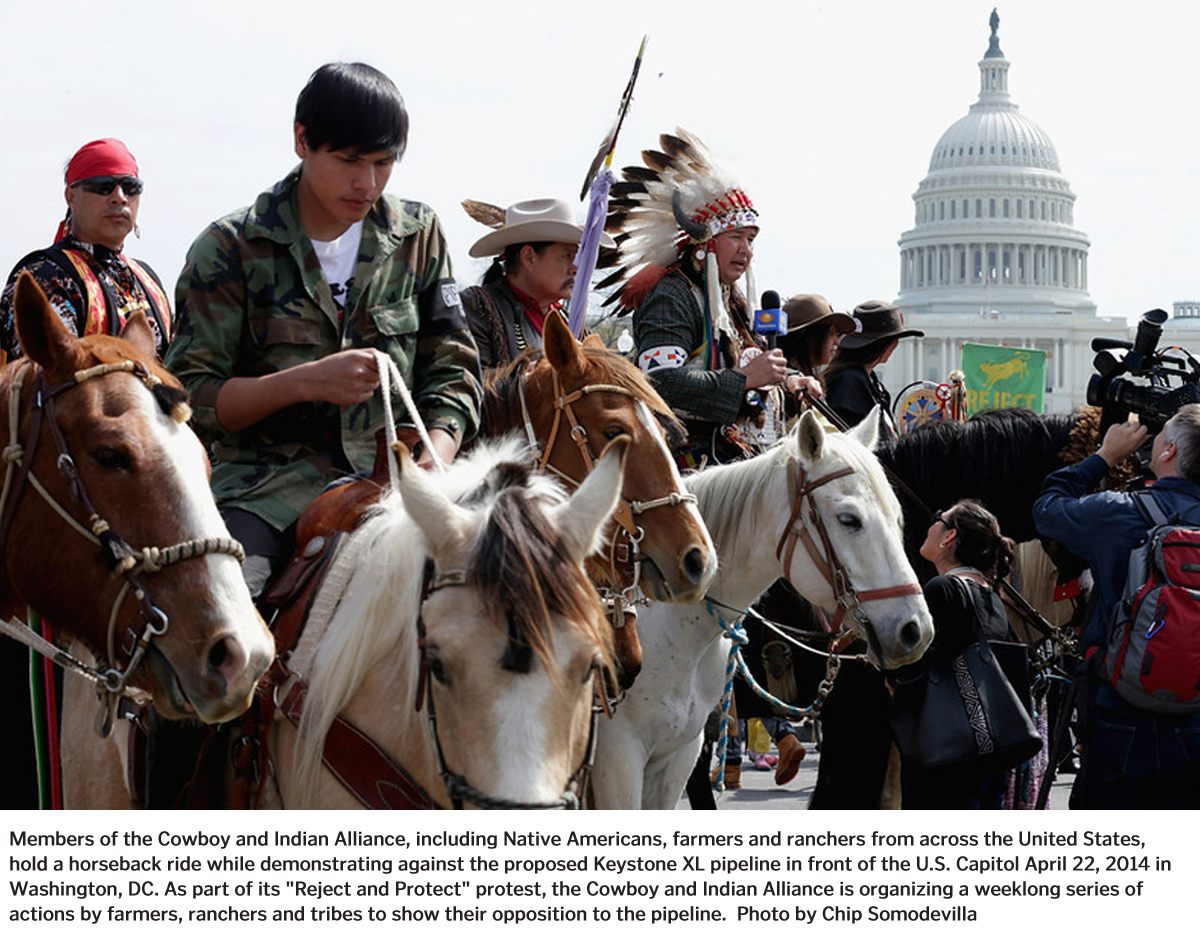 REJECT
Members of the Cowboy and Indian Alliance, including Native Americans, farmers and ranchers from across the United States,
hold a horseback ride while demonstrating against the proposed Keystone XL pipeline in front of the U.S. Capitol April 22, 2014 in
Washington, DC. As part of its "Reject and Protect" protest, the Cowboy and Indian Alliance is organizing a weeklong series of
actions by farmers, ranchers and tribes to show their opposition to the pipeline.  Photo by Chip Somodevilla